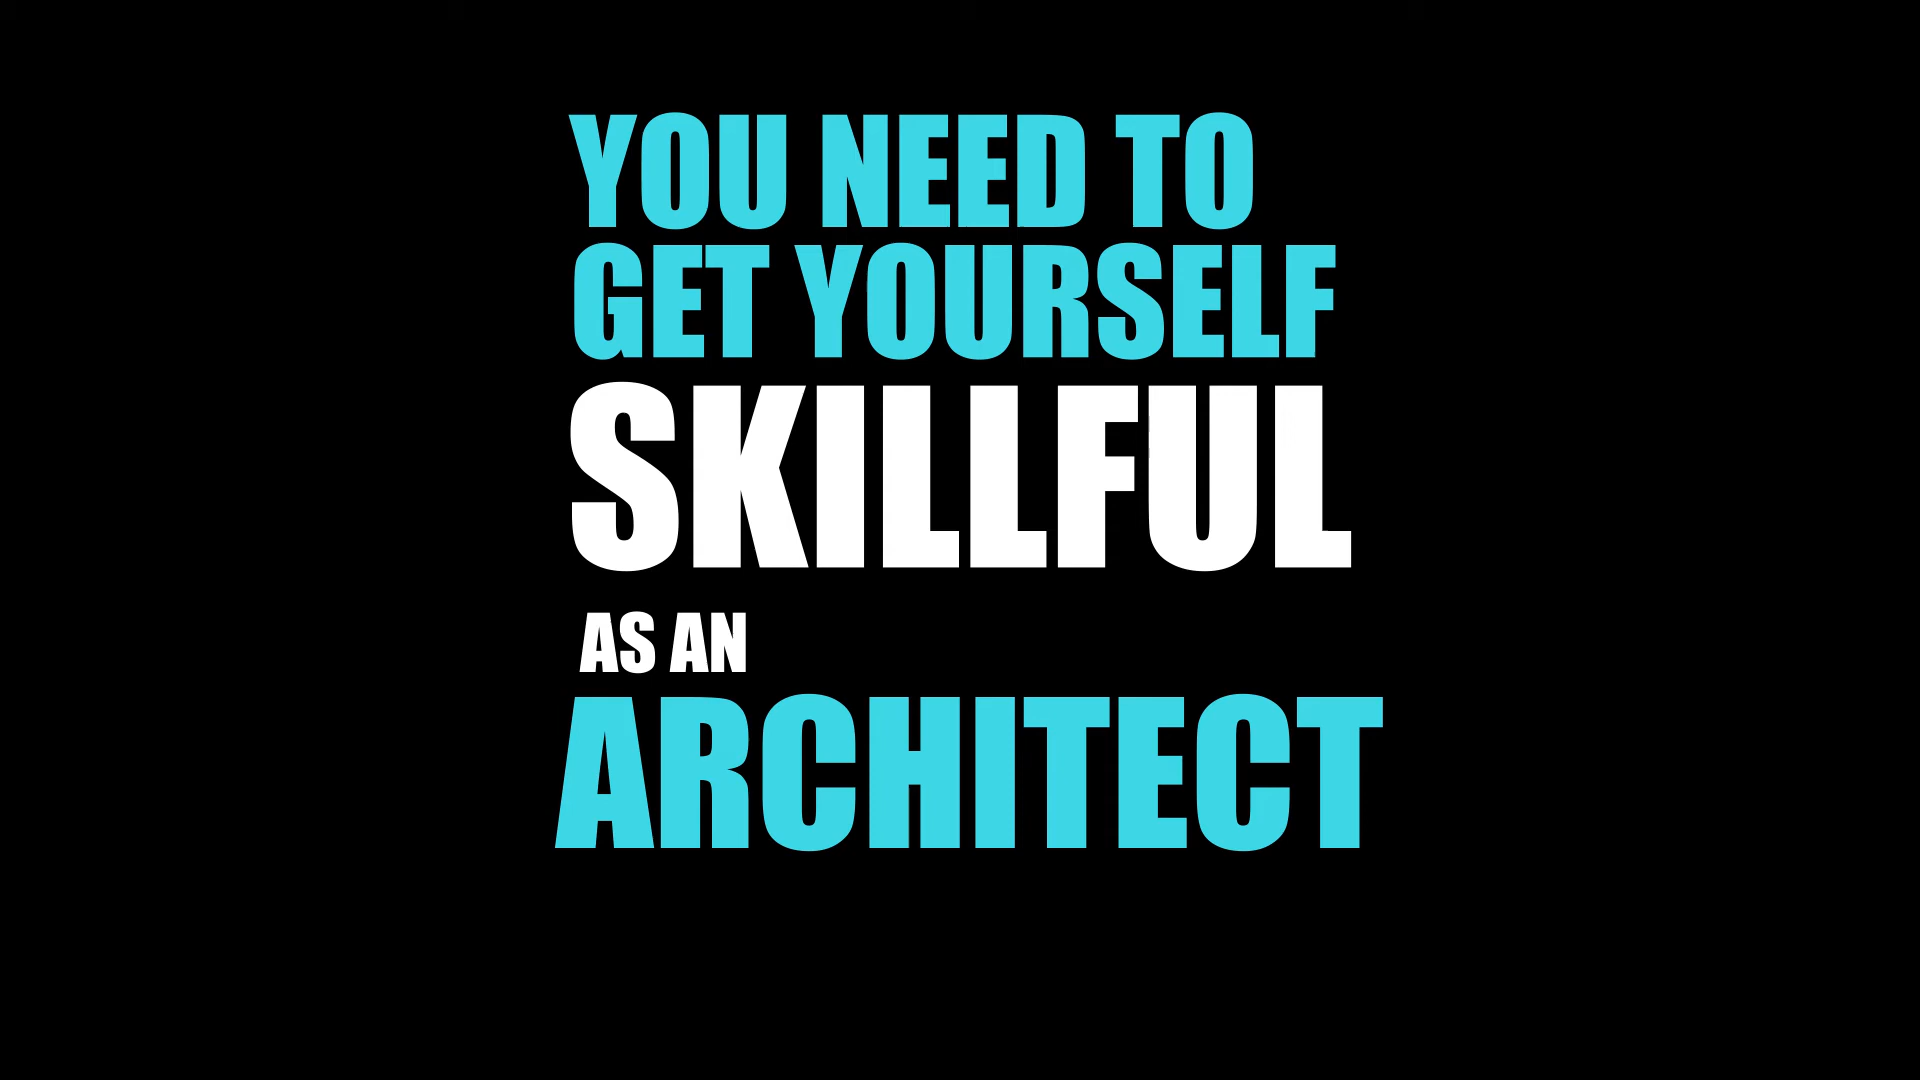 YOU NEED TO
GET YOURSELF
SKILLFUL
AS AN
ARCHITECT